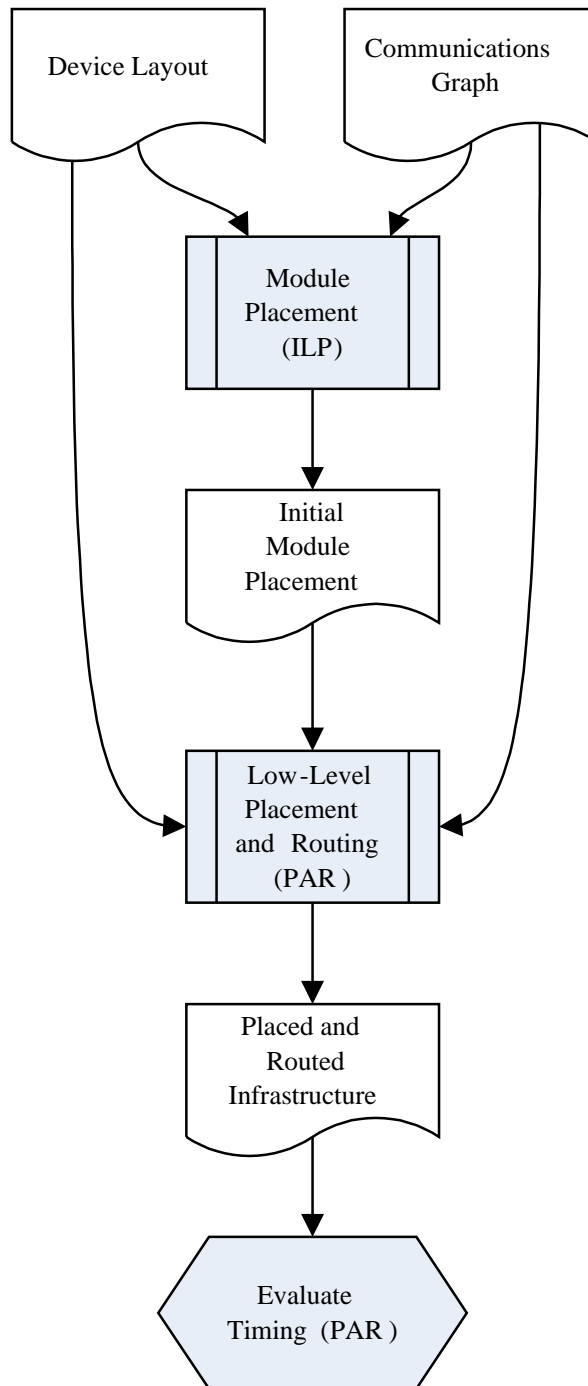 Device Layout
Communications
Graph
Module
Placement
(ILP)
Initial
Module
Placement
Low-Level
Placement
and Routing
(PAR )
Placed and
Routed
Infrastructure
Evaluate
Timing (PAR )